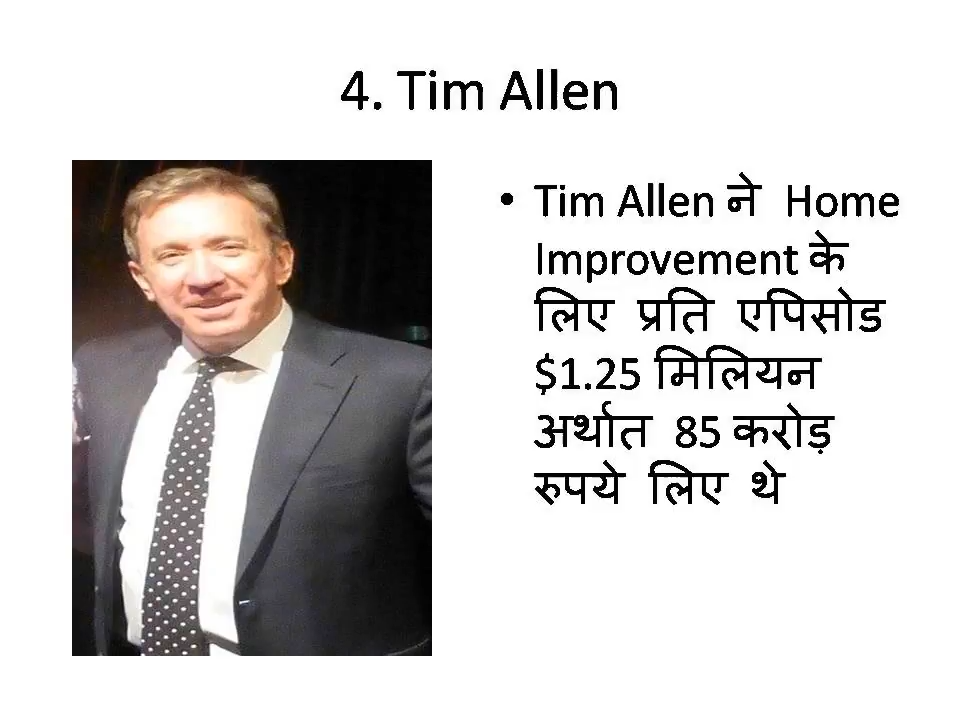 4. Tim Allen
• Tim Allen ने Home
Improvement के
लिए प्रति एपिसोड
$1.25 मिलियन
अर्थात 85 करोड़
रुपये लिए थे